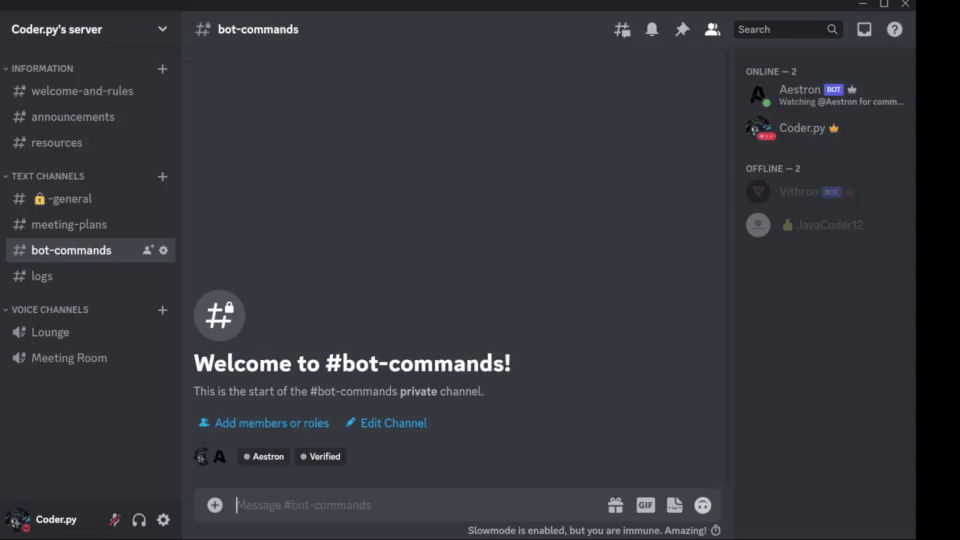 Coder.py's server
INFORMATION
welcome-and-rules
announcements
resources
TEXT CHANNELS
-general
meeting-plans
bot-commands
logs
VOICE CHANNELS
Lounge
Meeting Room
Coder.py
bot-commands
Search
Welcome to #bot-commands!
This is the start of the #bot-commands private channel.
Add members or roles Edit Channel
Aestron Verified
Message #bot-commands
GIF
Slowmode is enabled, but you are immune. Amazing!
ONLINE — 2
Aestron BOT
Watching @Aestron for comm...
Coder.py
OFFLINE — 2
Vithron BOT
JavaCoder12